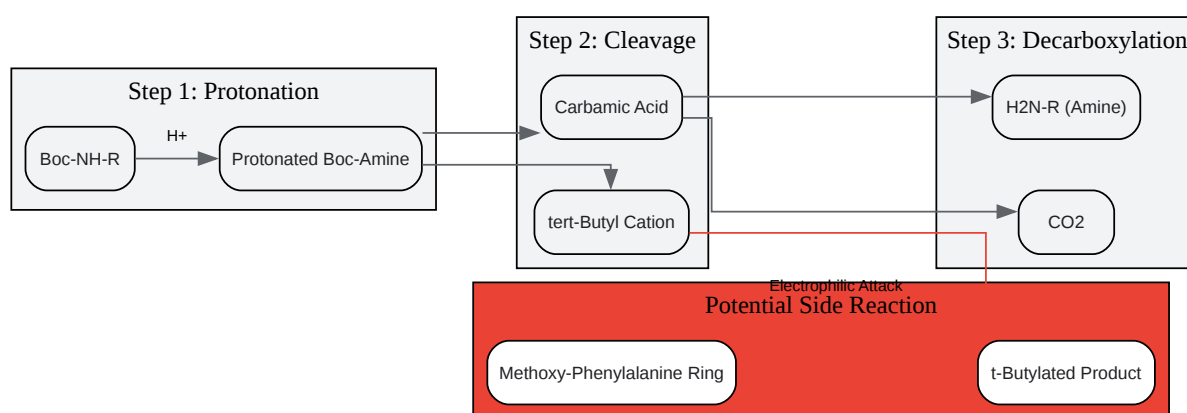 Step 1: Protonation
Boc-NH-R
H+
Protonated Boc-Amine
Step 2: Cleavage
Carbamic Acid
tert-Butyl Cation
Step 3: Decarboxylation
H2N-R (Amine)
CO2
Electrophilic Attack
Potential Side Reaction
Methoxy-Phenylalanine Ring
t-Butylated Product